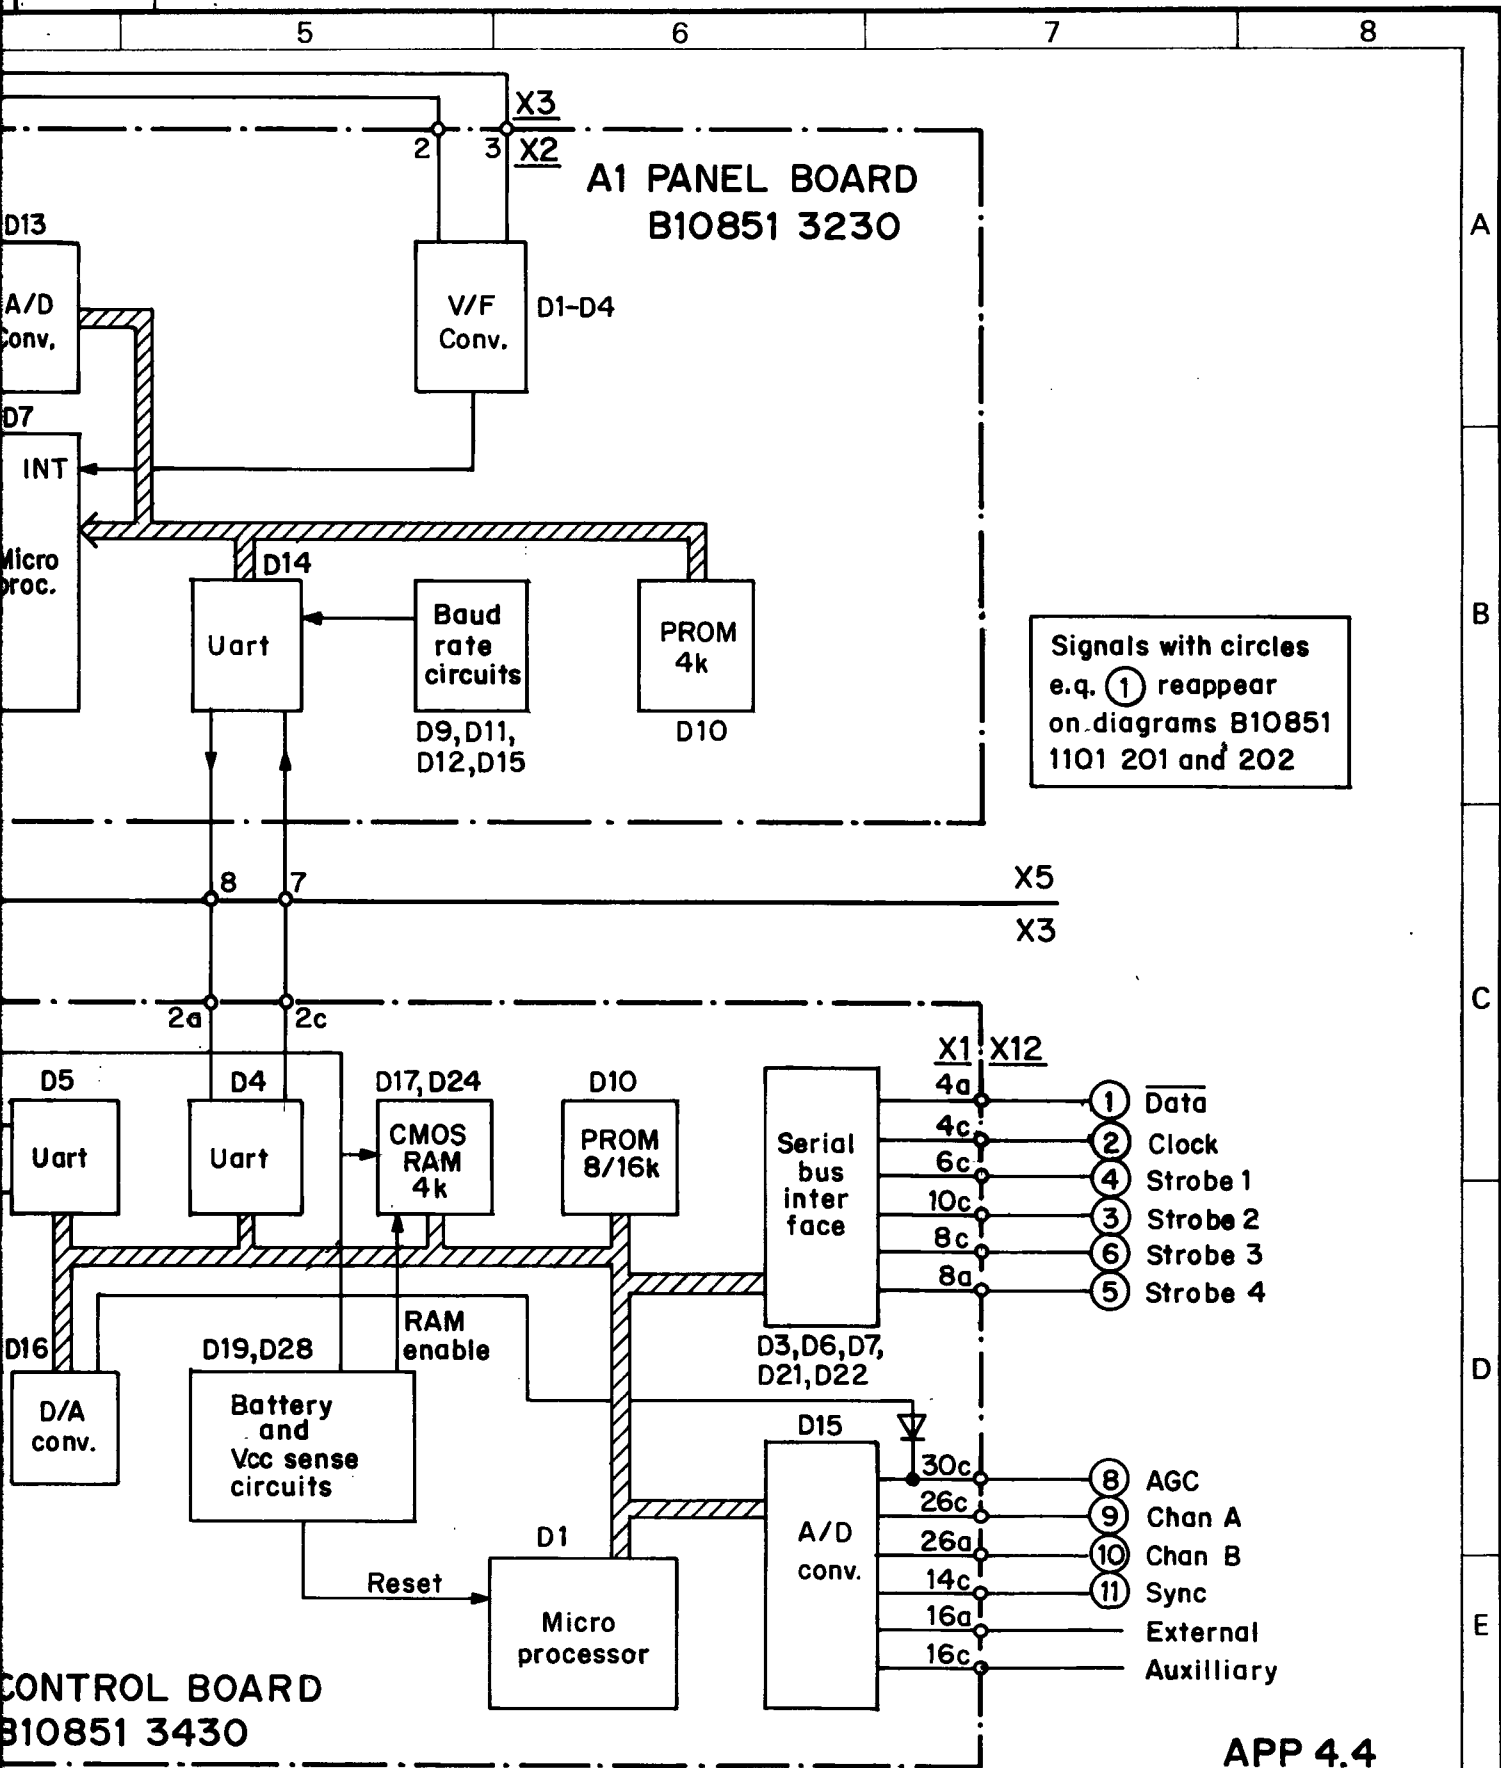 5
6
7
8
X3
2
3
X2
A1 PANEL BOARD
B10851 3230
A
D13
A/D
Conv.
V/F
Conv.
D1-D4
D7
INT
Micro
proc.
D14
Uart
Baud
rate
circuits
PROM
4k
B
D9, D11,
D12, D15
D10
Signals with circles
e.q. 1 reappear
on diagrams B10851
1101 201 and 202
8
7
X5
X3
C
2a
2c
X1
X12
D5
D4
D17, D24
D10
Uart
Uart
CMOS
RAM
4k
PROM
8/16k
Serial
bus
inter
face
4a
1
Data
4c
2
Clock
6c
4
Strobe 1
10c
3
Strobe 2
8c
6
Strobe 3
8a
5
Strobe 4
D16
D19, D28
RAM
enable
D3, D6, D7,
D21, D22
D
D/A
conv.
Battery
and
Vcc sense
circuits
D15
A/D
conv.
30c
8
AGC
26c
9
Chan A
26a
10
Chan B
14c
11
Sync
16a
External
16c
Auxilliary
D1
Reset
Micro
processor
E
CONTROL BOARD
B10851 3430
APP 4.4